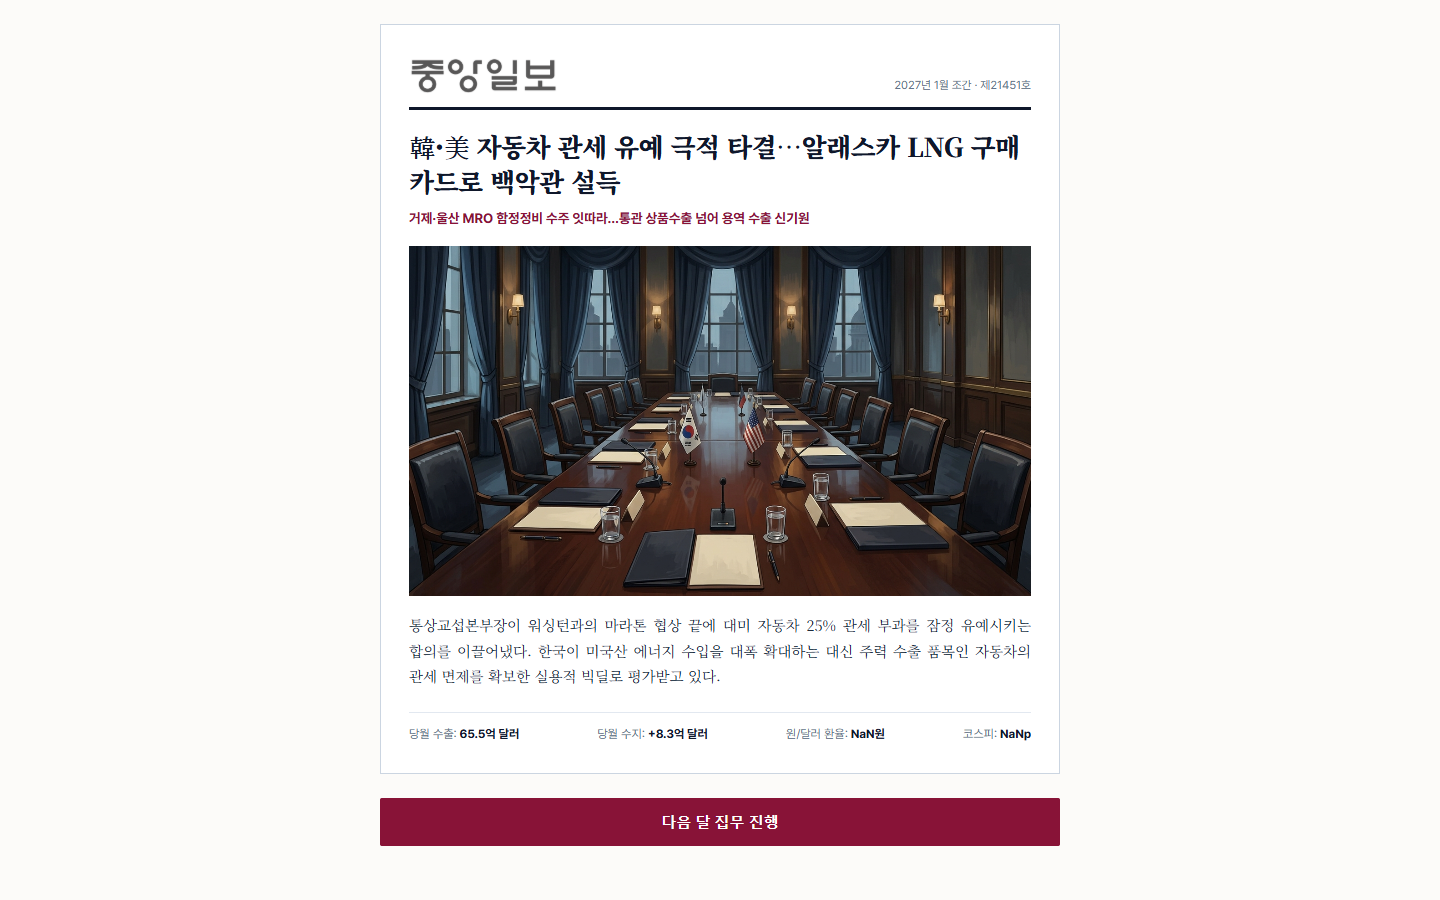 중앙일보
2027년 1월 조간 · 제21451호
韓·美 자동차 관세 유예 극적 타결…알래스카 LNG 구매
카드로 백악관 설득
거제·울산 MRO 함정정비 수주 잇따라...통관 상품수출 넘어 용역 수출 신기원
통상교섭본부장이 워싱턴과의 마라톤 협상 끝에 대미 자동차 25% 관세 부과를 잠정 유예시키는
합의를 이끌어냈다. 한국이 미국산 에너지 수입을 대폭 확대하는 대신 주력 수출 품목인 자동차의
관세 면제를 확보한 실용적 빅딜로 평가받고 있다.
당월 수출: 65.5억 달러 당월 수지: +8.3억 달러 원/달러 환율: NaN원 코스피: NaNp
다음 달 집무 진행